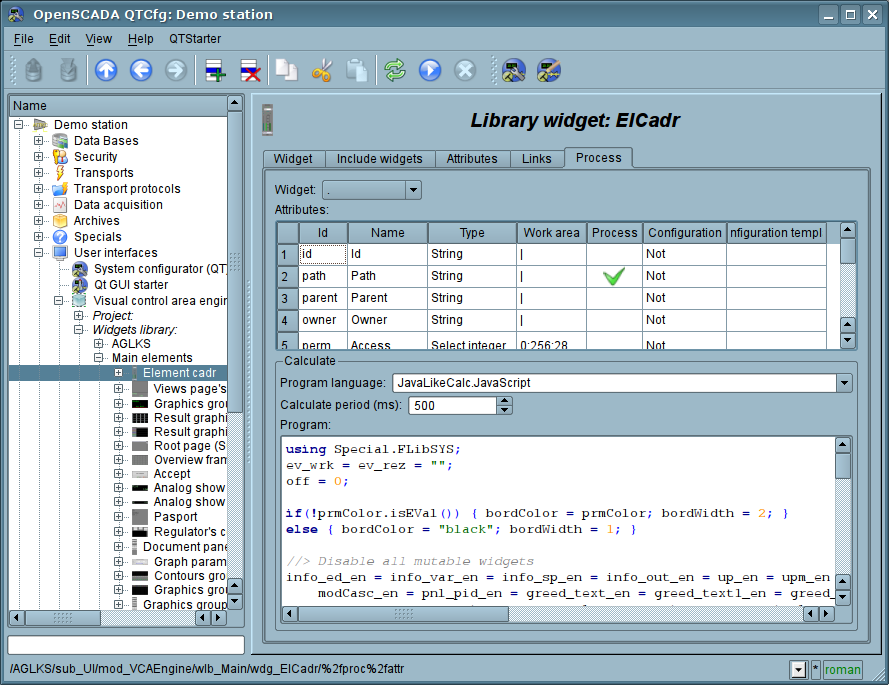 OpenSCADA QTCfg: Demo station
File Edit View Help QTStarter
Name
Demo station
Data Bases
Security
Transports
Transport protocols
Data acquisition
Archives
Specials
User interfaces
System configurator (QT
Qt GUI starter
Visual control area engin
Project:
Widgets library:
AGLKS
Main elements
Element cadr
Views page's
Graphics grou
Result graphi
Result graphi
Root page (S
Overview fram
Accept
Analog show
Analog show
Pasport
Regulator's c
Document pane
Graph param
Contours gro
Graphics grou
Graphics group
Library widget: ElCadr
Widget Include widgets Attributes Links Process
Widget: .
Attributes:
Id Name Type Work area Process Configuration nfiguration templ
1 id Id String | Not
2 path Path String | Not
3 parent Parent String | Not
4 owner Owner String | Not
5 perm Access Select integer 0;256;28 Not
Calculate
Program language: JavaLikeCalc.JavaScript
Calculate period (ms): 500
Program:
using Special.FLibSYS;
ev_wrk = ev_rez = "";
off = 0;
if(!prmColor.isEVal()) { bordColor = prmColor; bordWidth = 2; }
else { bordColor = "black"; bordWidth = 1; }
//> Disable all mutable widgets
info_ed_en = info_var_en = info_sp_en = info_out_en = up_en = upm_en
modCasc_en = pnl_pid_en = greed_text_en = greed_textl_en = greed_
/AGLKS/sub_UI/mod_VCAEngine/wlb_Main/wdg_ElCadr/%2fproc%2fattr
* roman